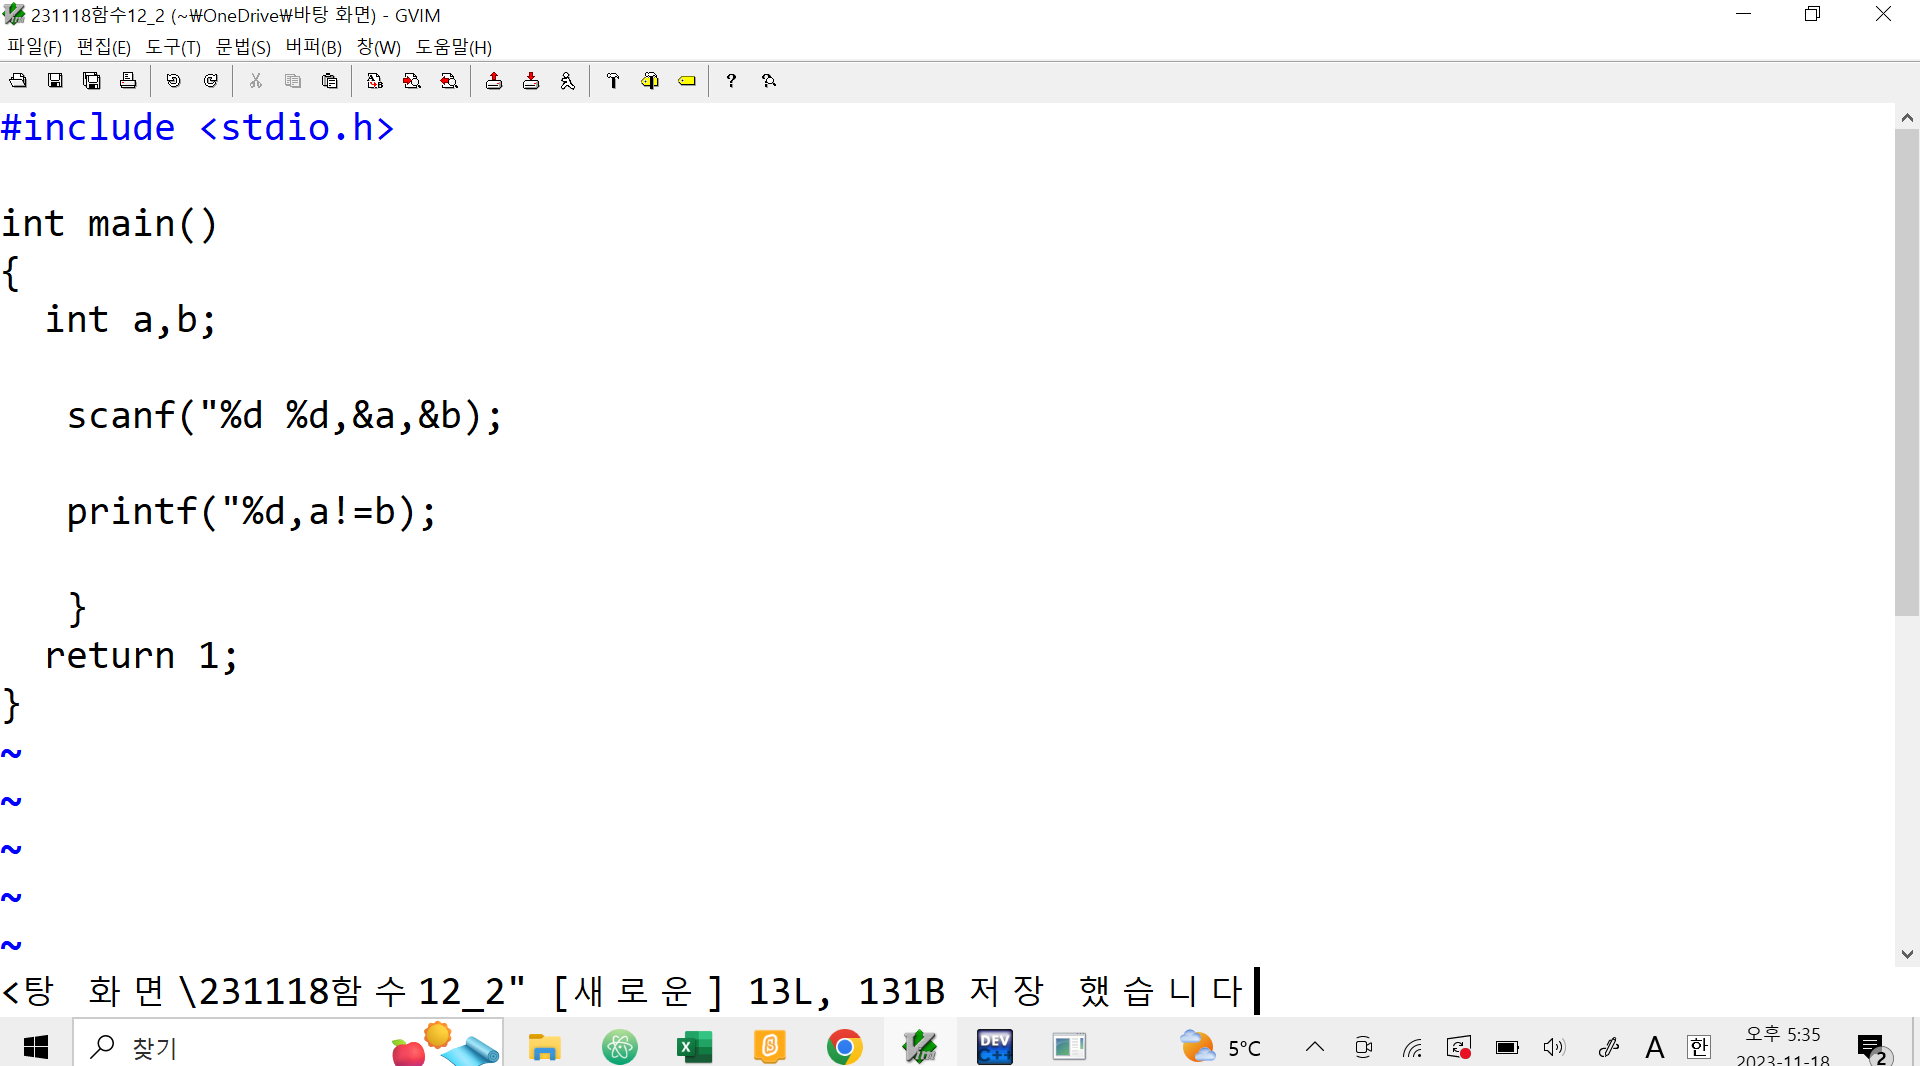 231118함수12_2 (~₩OneDrive₩바탕 화면) - GVIM
파일(F) 편집(E) 도구(T) 문법(S) 버퍼(B) 창(W) 도움말(H)
#include <stdio.h>
int main()
{
  int a,b;
   scanf("%d %d,&a,&b);
   printf("%d,a!=b);
   }
  return 1;
}
~
~
~
~
~
<탕 화면\231118함수12_2" [새로운] 13L, 131B 저장 했습니다
찾기
DEV C++
5°C
A
한
오후 5:35
2023-11-18
2